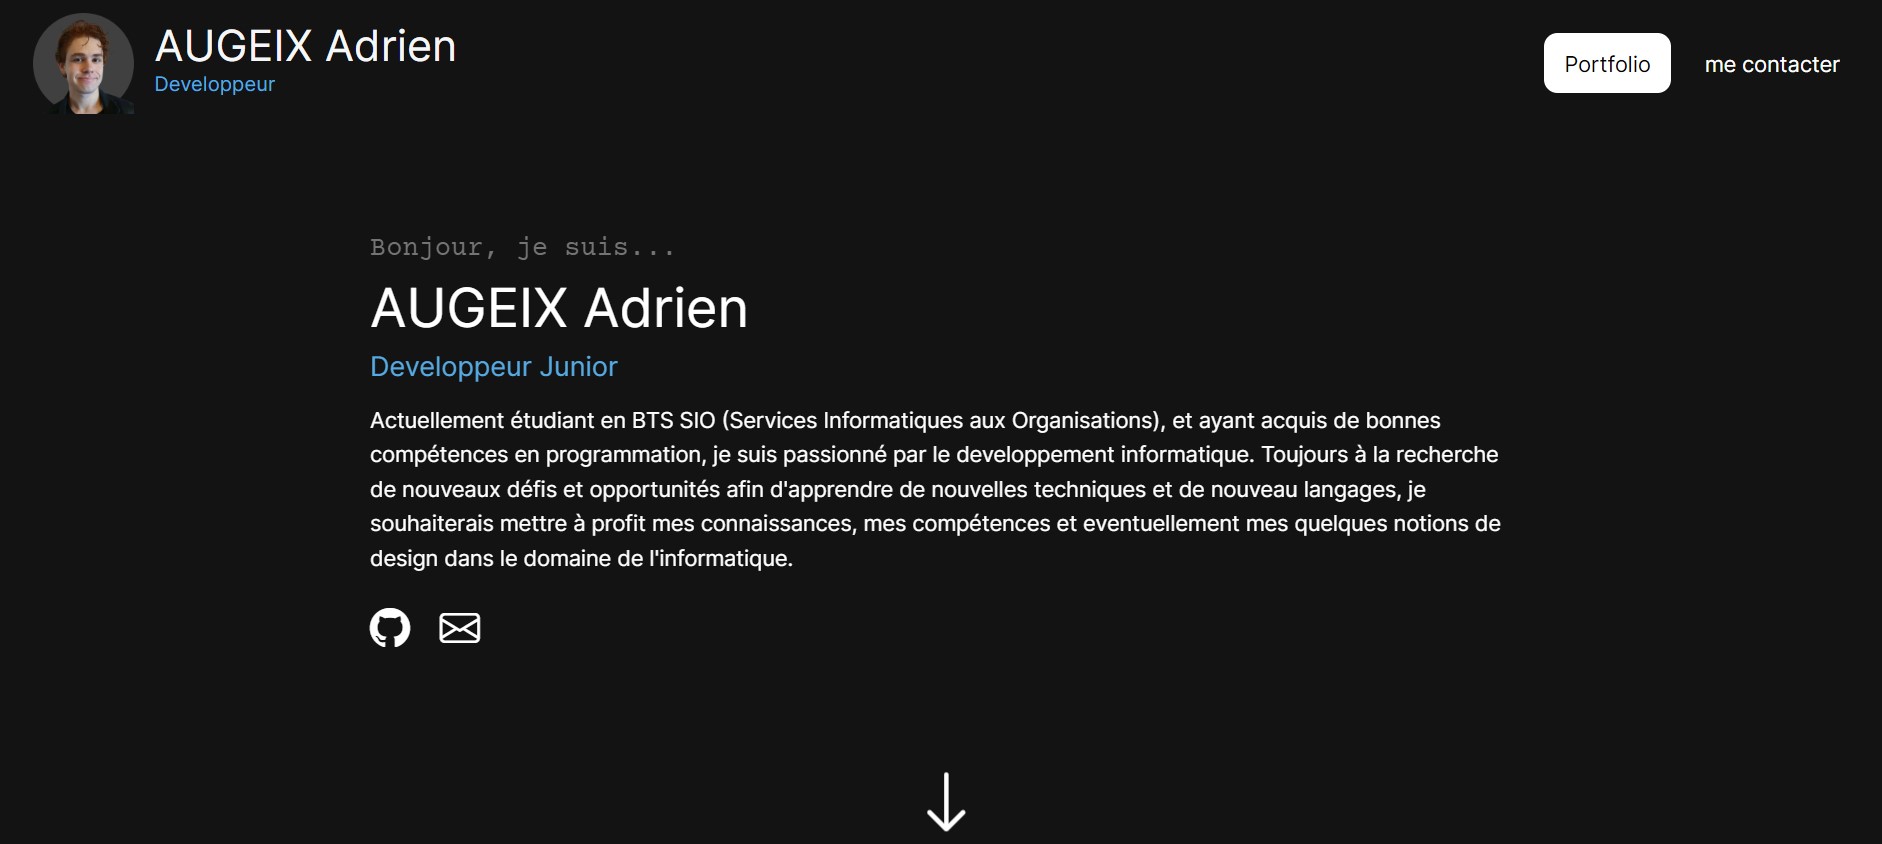 AUGEIX Adrien
Developpeur
Portfolio
me contacter
Bonjour, je suis...
AUGEIX Adrien
Developpeur Junior
Actuellement étudiant en BTS SIO (Services Informatiques aux Organisations), et ayant acquis de bonnes
compétences en programmation, je suis passionné par le developpement informatique. Toujours à la recherche
de nouveaux défis et opportunités afin d'apprendre de nouvelles techniques et de nouveau langages, je
souhaiterais mettre à profit mes connaissances, mes compétences et eventuellement mes quelques notions de
design dans le domaine de l'informatique.